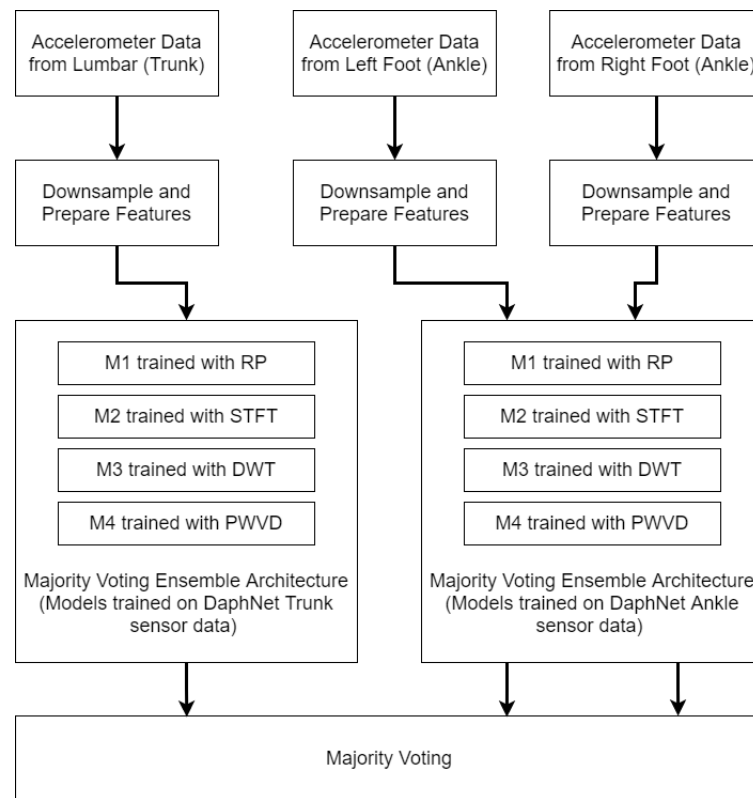 Accelerometer Data
from Lumbar (Trunk)
Accelerometer Data
from Left Foot (Ankle)
Accelerometer Data
from Right Foot (Ankle)
Downsample and
Prepare Features
Downsample and
Prepare Features
Downsample and
Prepare Features
M1 trained with RP
M2 trained with STFT
M3 trained with DWT
M4 trained with PWVD
Majority Voting Ensemble Architecture
(Models trained on DaphNet Trunk
sensor data)
M1 trained with RP
M2 trained with STFT
M3 trained with DWT
M4 trained with PWVD
Majority Voting Ensemble Architecture
(Models trained on DaphNet Ankle
sensor data)
Majority Voting